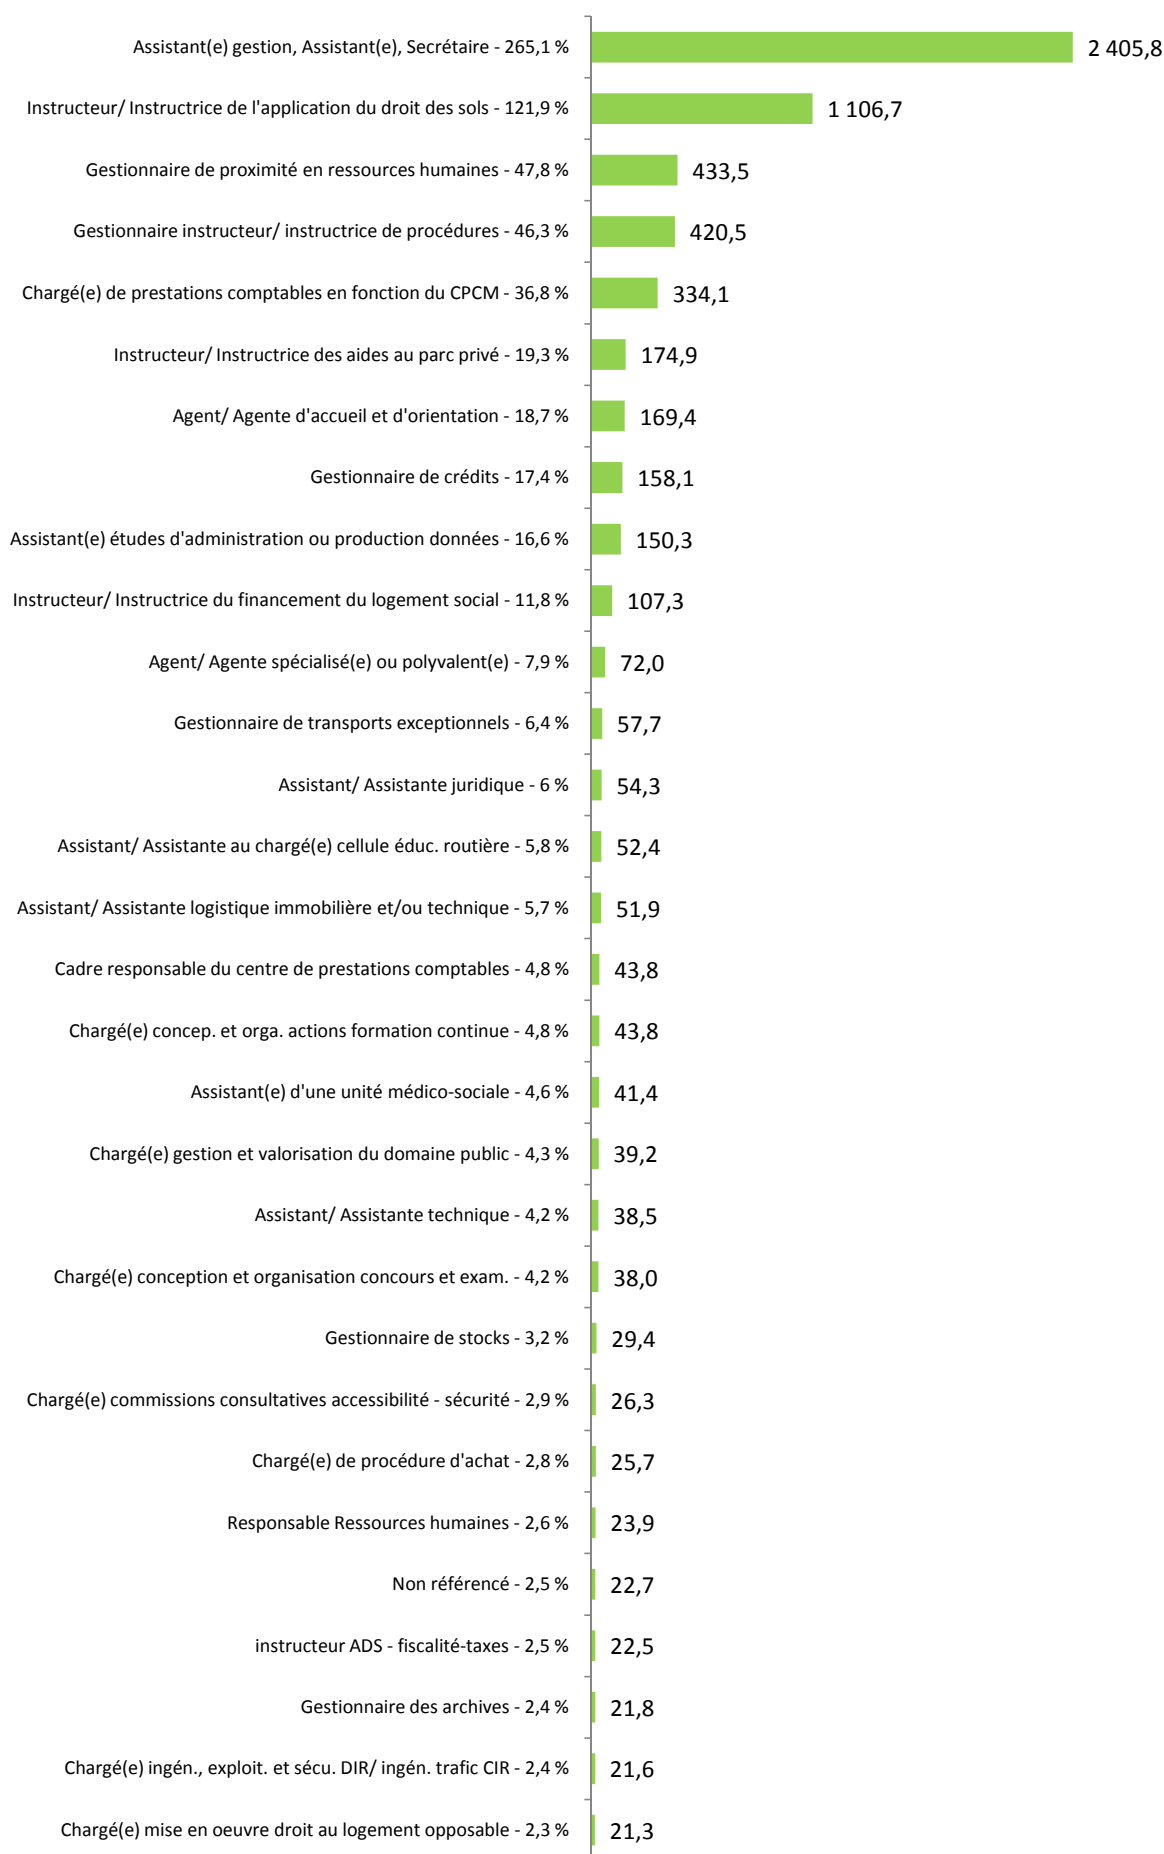 Assistant(e) gestion, Assistant(e), Secrétaire - 265,1 % 2 405,8
Instructeur/ Instructrice de l'application du droit des sols - 121,9 % 1 106,7
Gestionnaire de proximité en ressources humaines - 47,8 % 433,5
Gestionnaire instructeur/ instructrice de procédures - 46,3 % 420,5
Chargé(e) de prestations comptables en fonction du CPCM - 36,8 % 334,1
Instructeur/ Instructrice des aides au parc privé - 19,3 % 174,9
Agent/ Agente d'accueil et d'orientation - 18,7 % 169,4
Gestionnaire de crédits - 17,4 % 158,1
Assistant(e) études d'administration ou production données - 16,6 % 150,3
Instructeur/ Instructrice du financement du logement social - 11,8 % 107,3
Agent/ Agente spécialisé(e) ou polyvalent(e) - 7,9 % 72,0
Gestionnaire de transports exceptionnels - 6,4 % 57,7
Assistant/ Assistante juridique - 6 % 54,3
Assistant/ Assistante au chargé(e) cellule éduc. routière - 5,8 % 52,4
Assistant/ Assistante logistique immobilière et/ou technique - 5,7 % 51,9
Cadre responsable du centre de prestations comptables - 4,8 % 43,8
Chargé(e) concep. et orga. actions formation continue - 4,8 % 43,8
Assistant(e) d'une unité médico-sociale - 4,6 % 41,4
Chargé(e) gestion et valorisation du domaine public - 4,3 % 39,2
Assistant/ Assistante technique - 4,2 % 38,5
Chargé(e) conception et organisation concours et exam. - 4,2 % 38,0
Gestionnaire de stocks - 3,2 % 29,4
Chargé(e) commissions consultatives accessibilité - sécurité - 2,9 % 26,3
Chargé(e) de procédure d'achat - 2,8 % 25,7
Responsable Ressources humaines - 2,6 % 23,9
Non référencé - 2,5 % 22,7
instructeur ADS - fiscalité-taxes - 2,5 % 22,5
Gestionnaire des archives - 2,4 % 21,8
Chargé(e) ingén., exploit. et sécu. DIR/ ingén. trafic CIR - 2,4 % 21,6
Chargé(e) mise en oeuvre droit au logement opposable - 2,3 % 21,3